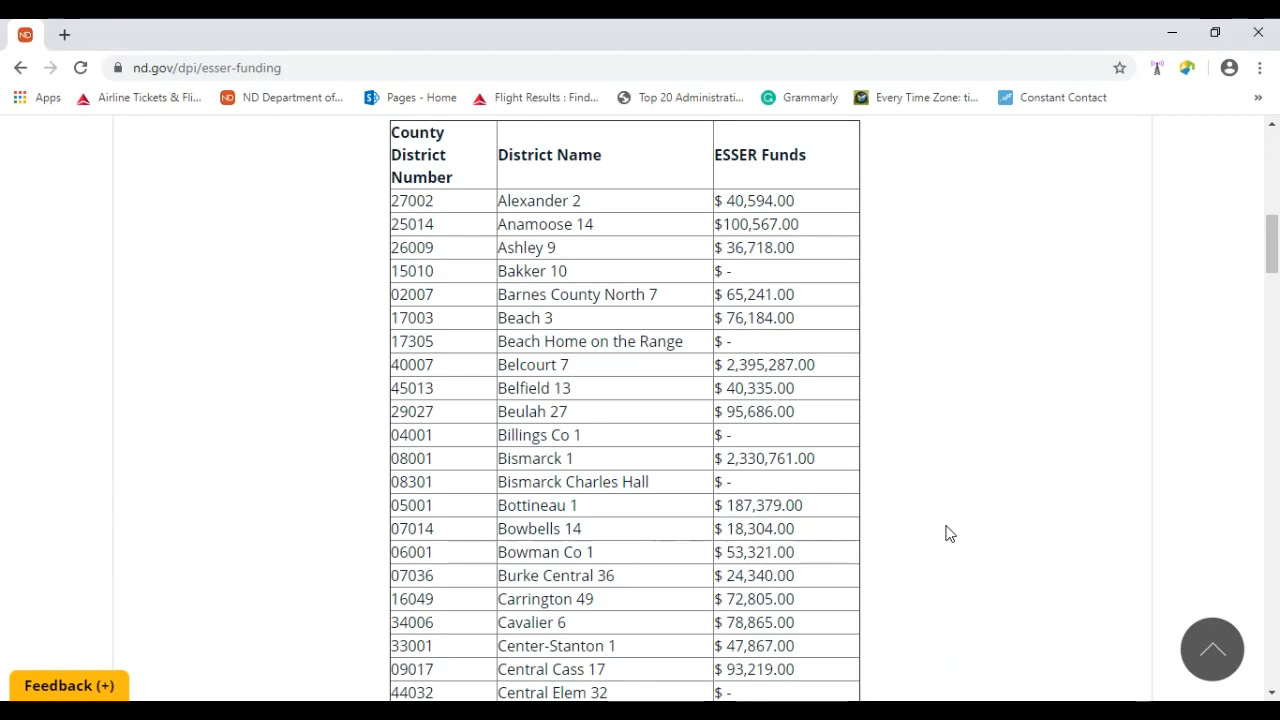 ND
nd.gov/dpi/esser-funding
Apps Airline Tickets & Fli... ND ND Department of... Pages - Home Flight Results : Find... Top 20 Administrati... Grammarly Every Time Zone: ti... Constant Contact »
County District Number District Name ESSER Funds
27002 Alexander 2 $ 40,594.00
25014 Anamoose 14 $100,567.00
26009 Ashley 9 $ 36,718.00
15010 Bakker 10 $ -
02007 Barnes County North 7 $ 65,241.00
17003 Beach 3 $ 76,184.00
17305 Beach Home on the Range $ -
40007 Belcourt 7 $ 2,395,287.00
45013 Belfield 13 $ 40,335.00
29027 Beulah 27 $ 95,686.00
04001 Billings Co 1 $ -
08001 Bismarck 1 $ 2,330,761.00
08301 Bismarck Charles Hall $ -
05001 Bottineau 1 $ 187,379.00
07014 Bowbells 14 $ 18,304.00
06001 Bowman Co 1 $ 53,321.00
07036 Burke Central 36 $ 24,340.00
16049 Carrington 49 $ 72,805.00
34006 Cavalier 6 $ 78,865.00
33001 Center-Stanton 1 $ 47,867.00
09017 Central Cass 17 $ 93,219.00
44032 Central Elem 32 $ -
Feedback (+)